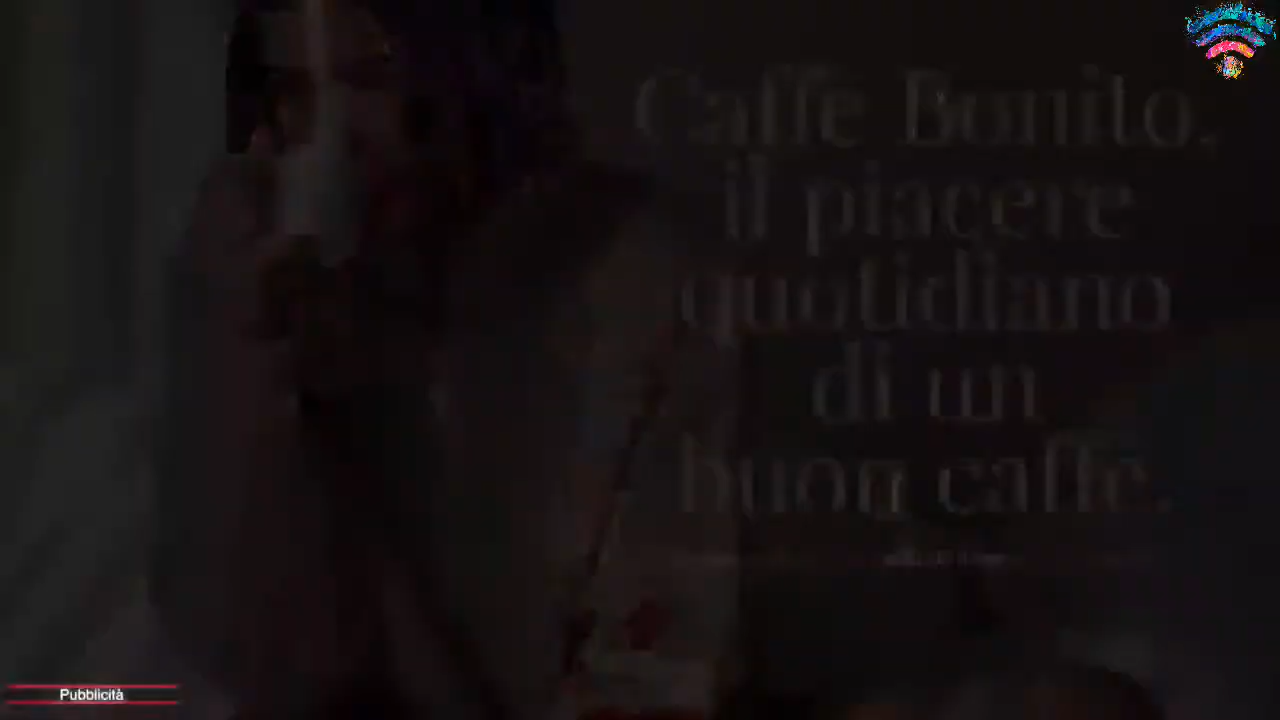 Caffè Bonito,
il piacere
quotidiano
di un
buon caffè.
Pubblicità